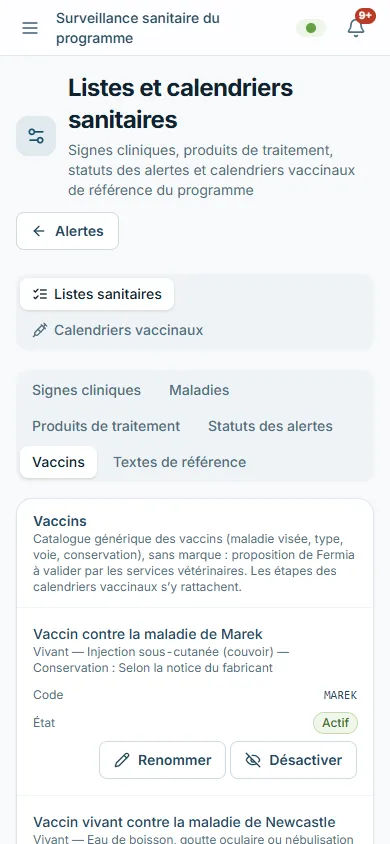 Surveillance sanitaire du
programme
9+
Listes et calendriers
sanitaires
Signes cliniques, produits de traitement,
statuts des alertes et calendriers vaccinaux
de référence du programme
Alertes
Listes sanitaires
Calendriers vaccinaux
Signes cliniques Maladies
Produits de traitement Statuts des alertes
Vaccins Textes de référence
Vaccins
Catalogue générique des vaccins (maladie visée, type,
voie, conservation), sans marque : proposition de Fermia
à valider par les services vétérinaires. Les étapes des
calendriers vaccinaux s’y rattachent.
Vaccin contre la maladie de Marek
Vivant — Injection sous-cutanée (couvoir) —
Conservation : Selon la notice du fabricant
Code MAREK
État Actif
Renommer Désactiver
Vaccin vivant contre la maladie de Newcastle
Vivant — Eau de boisson, goutte oculaire ou nébulisation